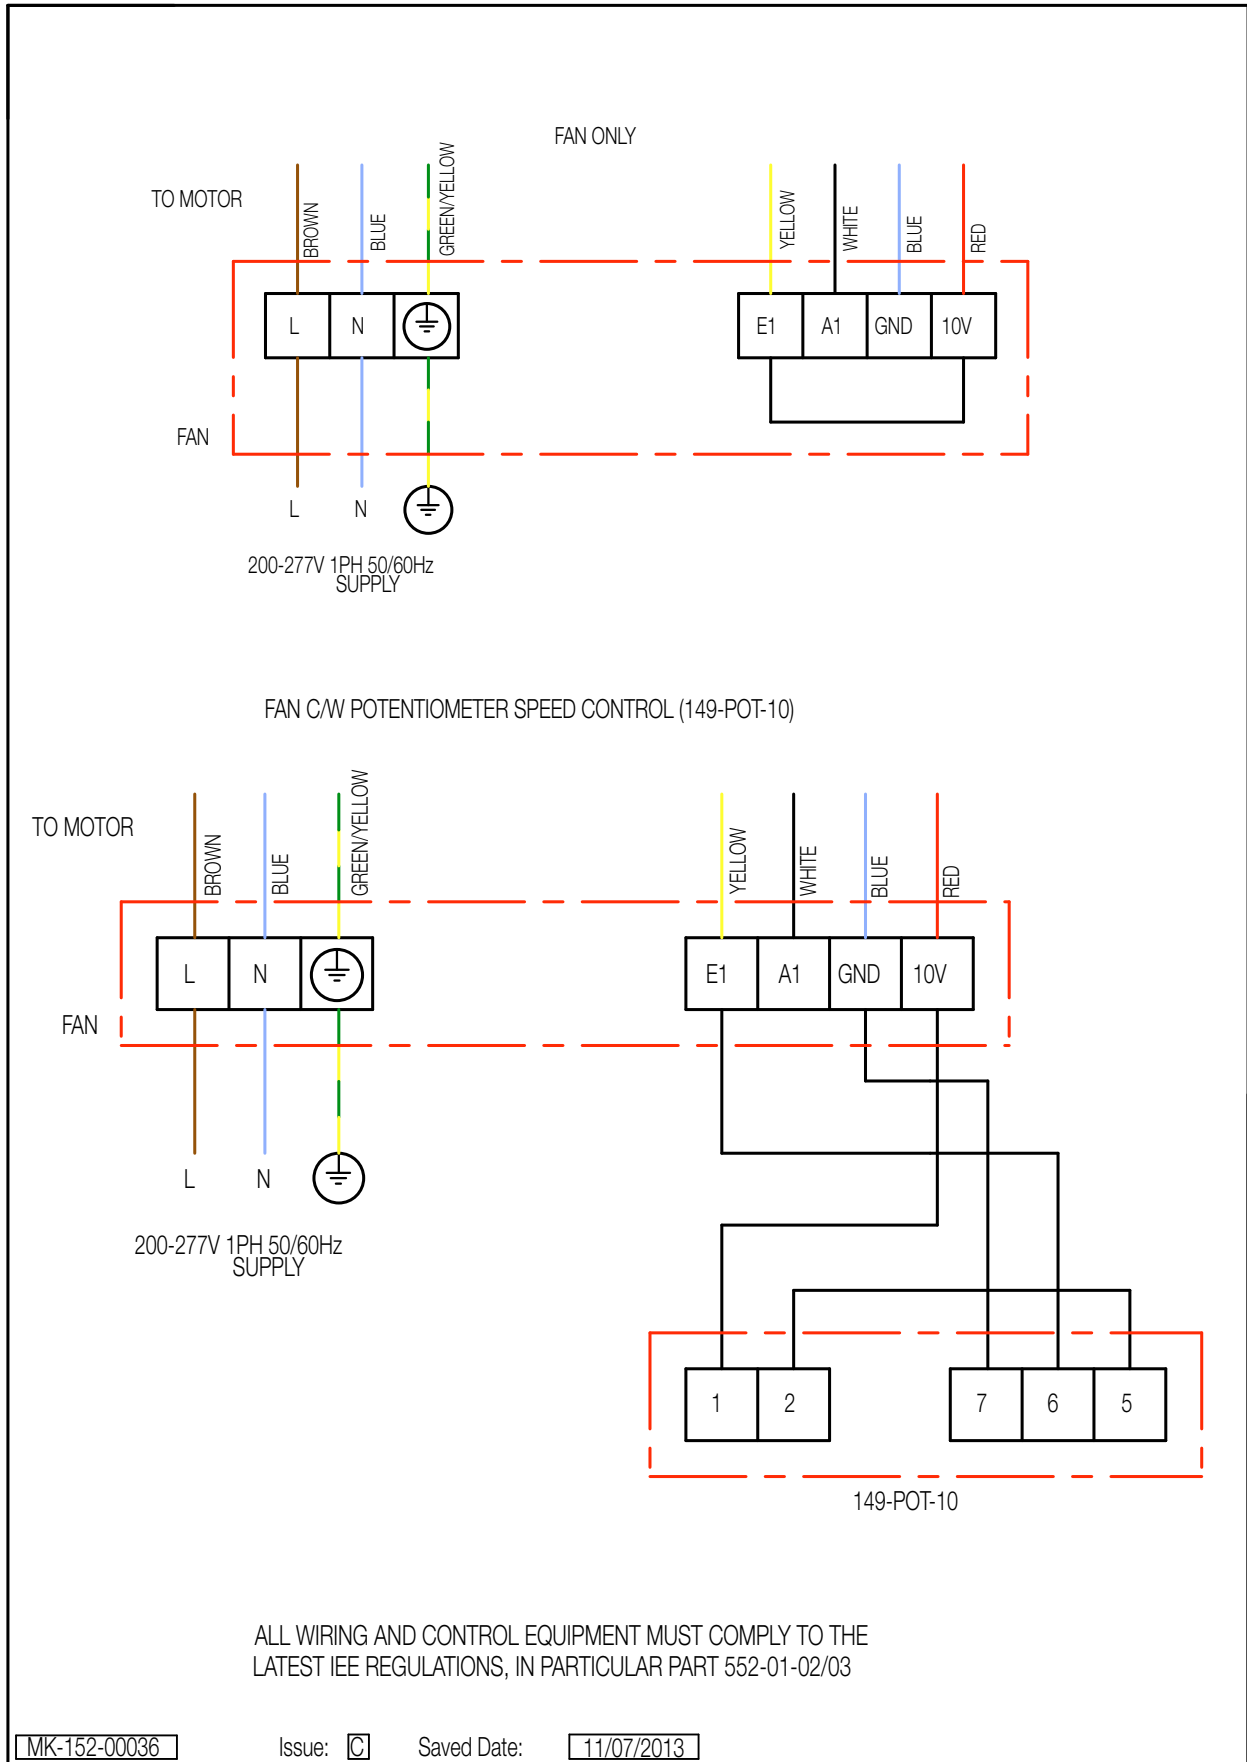 FAN ONLY
TO MOTOR
BROWN
BLUE
GREEN/YELLOW
YELLOW
WHITE
BLUE
RED
L
N
E1
A1
GND
10V
FAN
L
N
200-277V 1PH 50/60Hz
SUPPLY
FAN C/W POTENTIOMETER SPEED CONTROL (149-POT-10)
TO MOTOR
BROWN
BLUE
GREEN/YELLOW
YELLOW
WHITE
BLUE
RED
L
N
E1
A1
GND
10V
FAN
L
N
200-277V 1PH 50/60Hz
SUPPLY
1
2
7
6
5
149-POT-10
ALL WIRING AND CONTROL EQUIPMENT MUST COMPLY TO THE
LATEST IEE REGULATIONS, IN PARTICULAR PART 552-01-02/03
MK-152-00036 Issue: C Saved Date: 11/07/2013